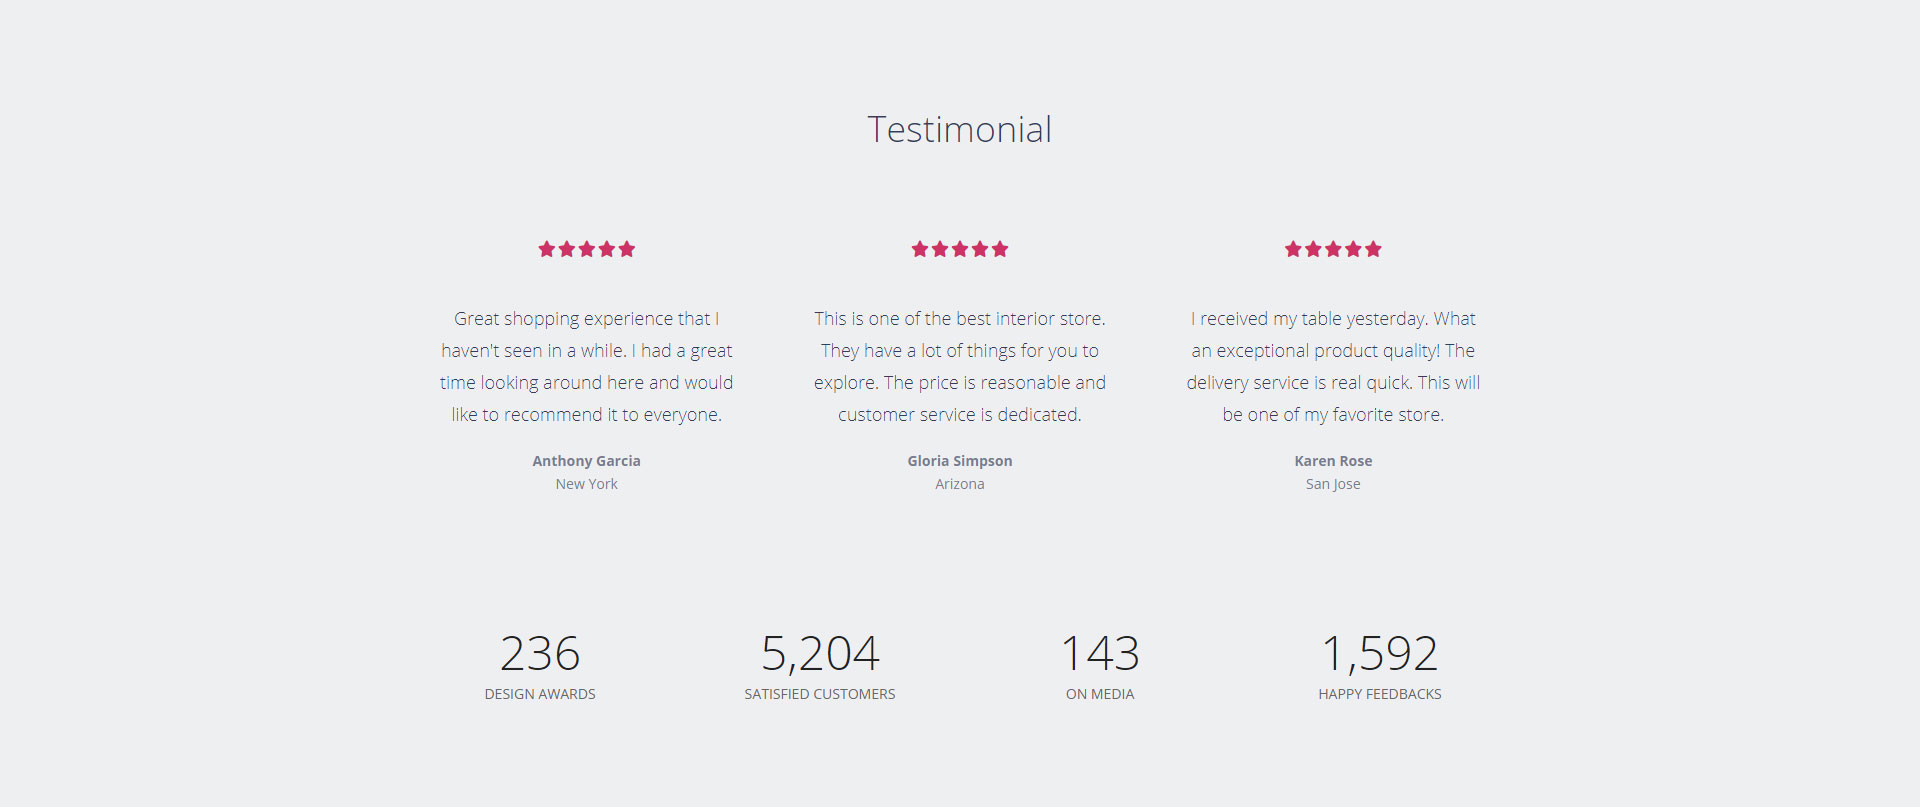 Testimonial
Great shopping experience that I
haven't seen in a while. I had a great
time looking around here and would
like to recommend it to everyone.
Anthony Garcia
New York
This is one of the best interior store.
They have a lot of things for you to
explore. The price is reasonable and
customer service is dedicated.
Gloria Simpson
Arizona
I received my table yesterday. What
an exceptional product quality! The
delivery service is real quick. This will
be one of my favorite store.
Karen Rose
San Jose
236
DESIGN AWARDS
5,204
SATISFIED CUSTOMERS
143
ON MEDIA
1,592
HAPPY FEEDBACKS